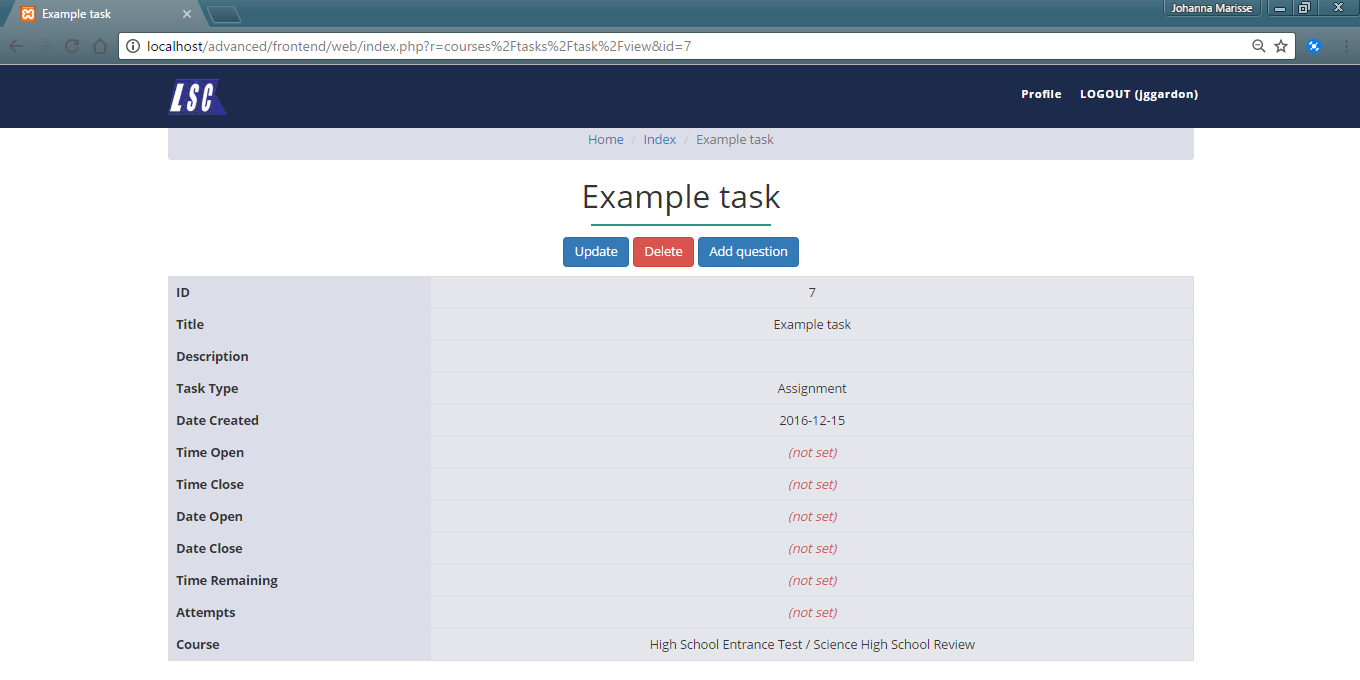 Example task
Johanna Marisse
localhost/advanced/frontend/web/index.php?r=courses%2Ftasks%2Ftask%2Fview&id=7
LSC
Profile LOGOUT (jggardon)
Home / Index / Example task
Example task
Update Delete Add question
ID 7
Title Example task
Description
Task Type Assignment
Date Created 2016-12-15
Time Open (not set)
Time Close (not set)
Date Open (not set)
Date Close (not set)
Time Remaining (not set)
Attempts (not set)
Course High School Entrance Test / Science High School Review